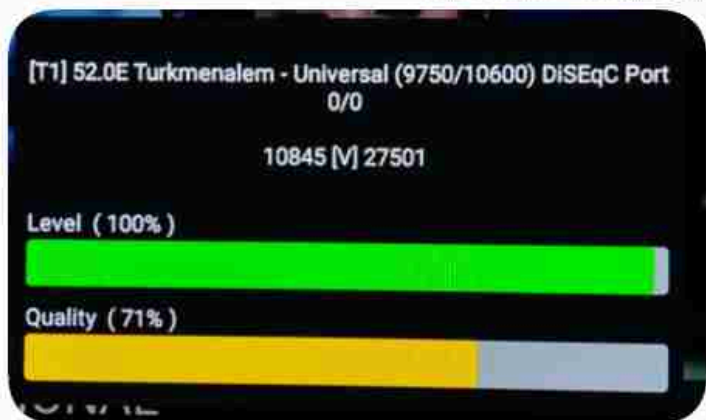 [T1] 52.0E Turkmenalem - Universal (9750/10600) DiSEqC Port
0/0
10845 [V] 27501
Level ( 100% )
Quality ( 71% )